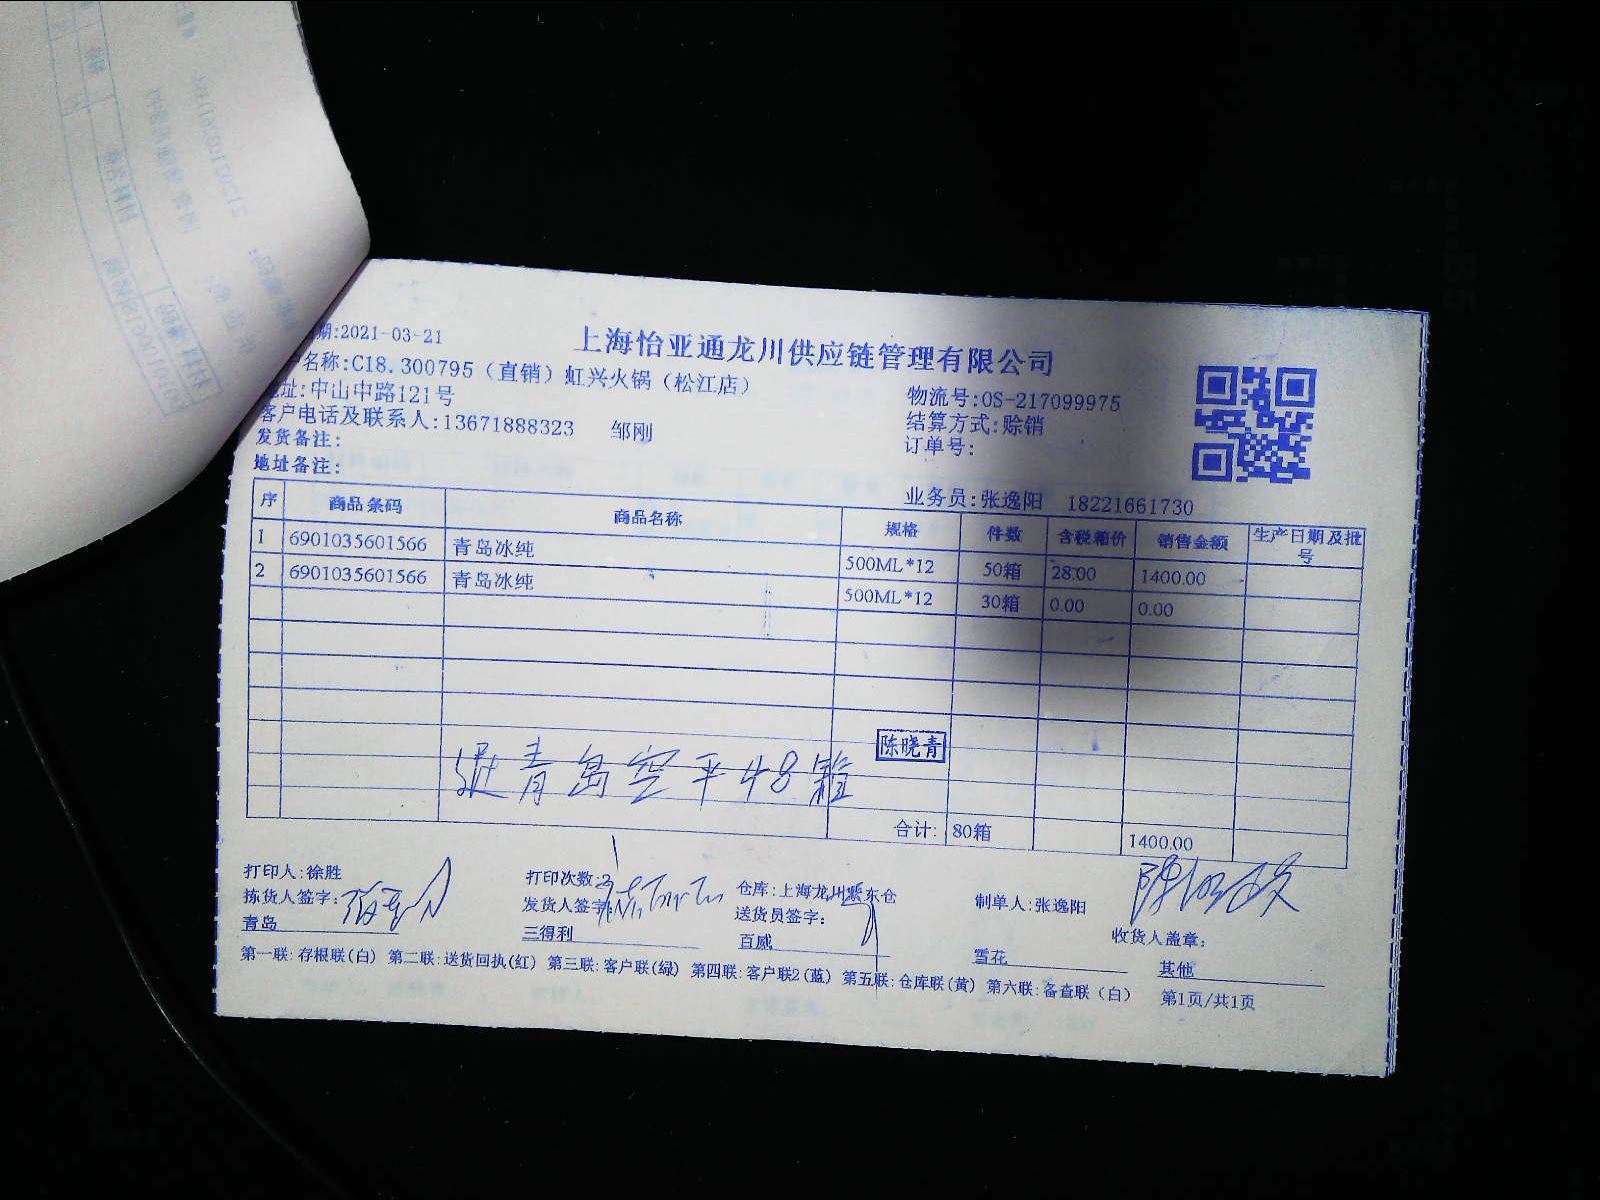 期:2021-03-21
上海怡亚通龙川供应链管理有限公司
名称:C18.300795（直销）虹兴火锅（松江店）
址:中山中路121号
物流号:OS-217099975
客户电话及联系人:13671888323 邹刚
结算方式:赊销
发货备注:
订单号:
地址备注:
业务员:张逸阳 18221661730
序 商品条码 商品名称 规格 件数 含税箱价 销售金额 生产日期及批号
1 6901035601566 青岛冰纯 500ML*12 50箱 28.00 1400.00
2 6901035601566 青岛冰纯 500ML*12 30箱 0.00 0.00
陈晓青
退青岛空平48箱
合计: 80箱 1400.00
打印人:徐胜 打印次数: 仓库:上海龙川 东仓 制单人:张逸阳
拣货人签字: 发货人签字: 送货员签字: 收货人盖章:
青岛 三得利 百威 雪花 其他
第一联:存根联(白) 第二联:送货回执(红) 第三联:客户联(绿) 第四联:客户联2(蓝) 第五联:仓库联(黄) 第六联:备查联（白） 第1页/共1页